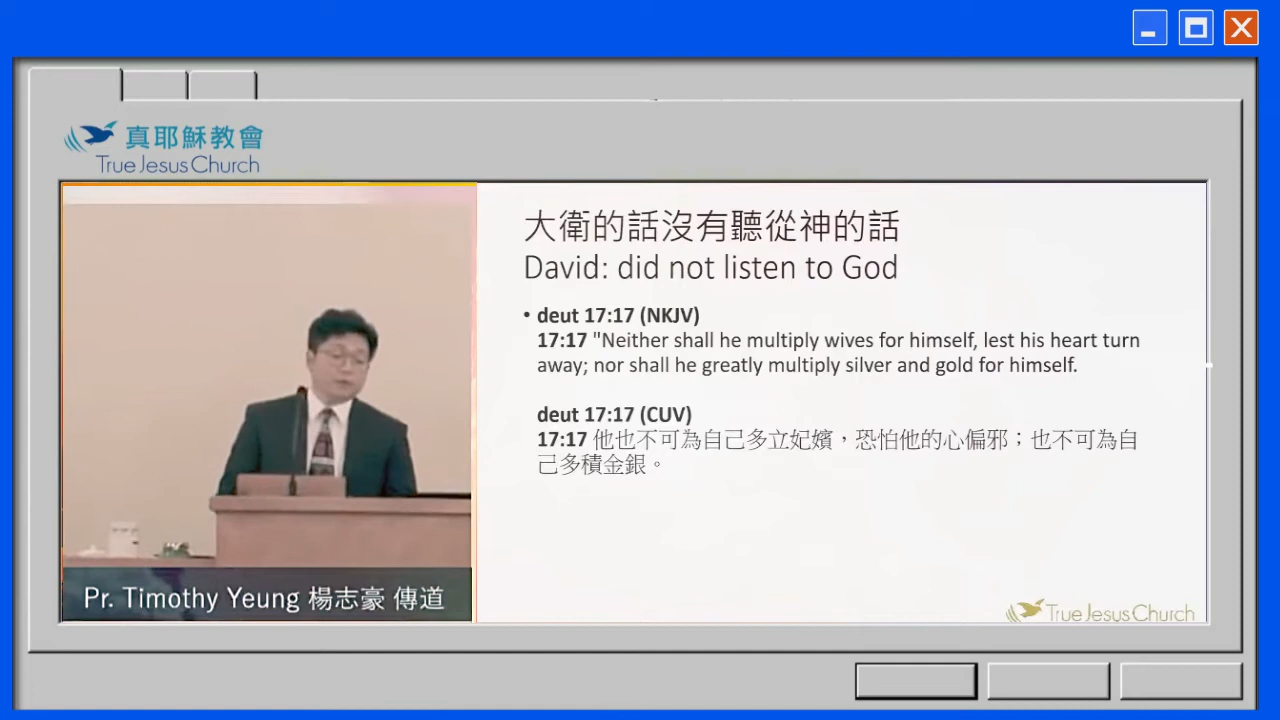 真耶穌教會
True Jesus Church
大衛的話沒有聽從神的話
David: did not listen to God
• deut 17:17 (NKJV)
17:17 "Neither shall he multiply wives for himself, lest his heart turn
away; nor shall he greatly multiply silver and gold for himself.
deut 17:17 (CUV)
17:17 他也不可為自己多立妃嬪，恐怕他的心偏邪；也不可為自
己多積金銀。
Pr. Timothy Yeung 楊志豪 傳道
True Jesus Church